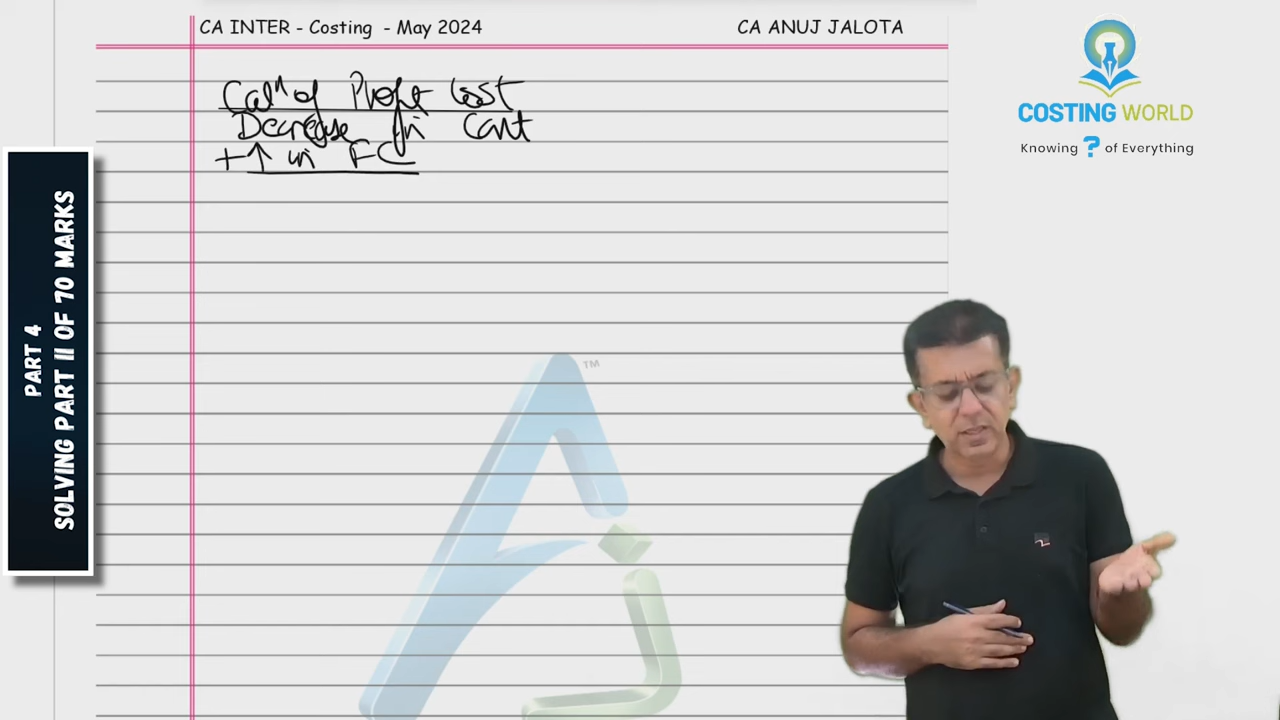 CA INTER - Costing - May 2024
CA ANUJ JALOTA
COSTING WORLD
Knowing ? of Everything
Calⁿ of Profit lost
Decrease in Cont
+↑ in FC
PART 4
SOLVING PART II OF 70 MARKS
TM